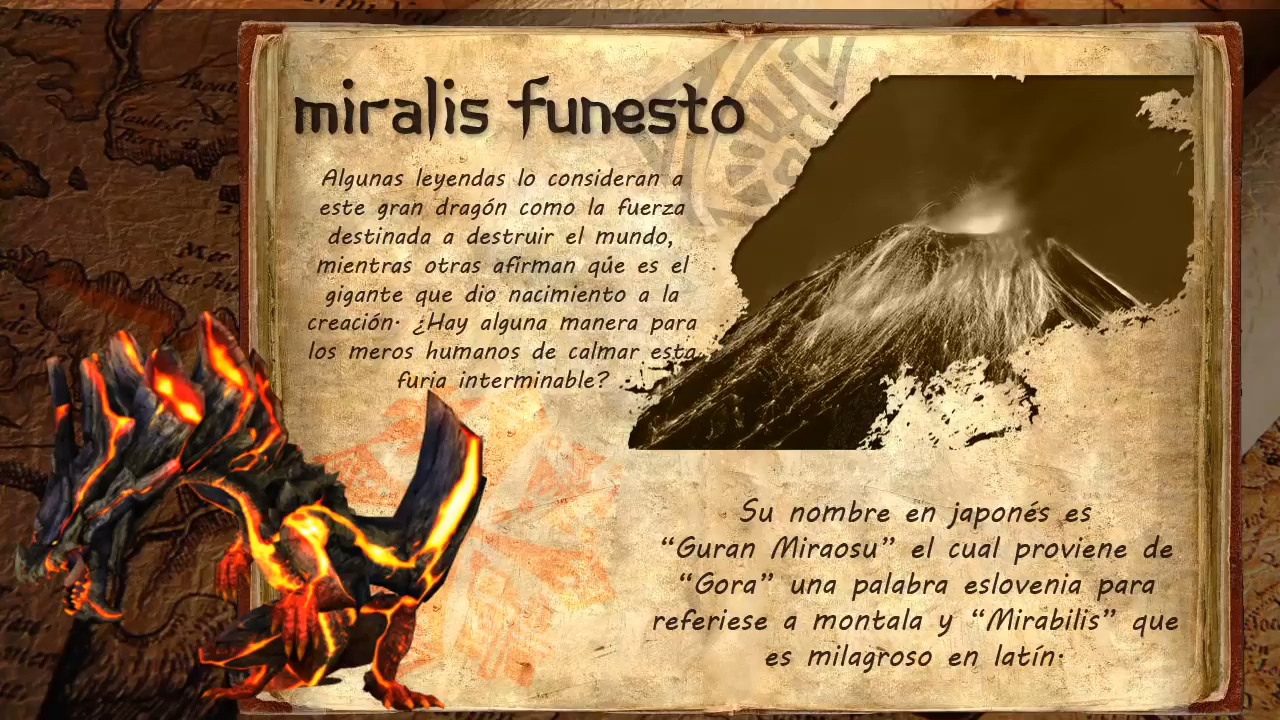 miralis funesto
Algunas leyendas lo consideran a
este gran dragón como la fuerza
destinada a destruir el mundo,
mientras otras afirman qúe es el
gigante que dio nacimiento a la
creación. ¿Hay alguna manera para
los meros humanos de calmar esta
furia interminable?
Su nombre en japonés es
“Guran Miraosu” el cual proviene de
“Gora” una palabra eslovenia para
referiese a montala y “Mirabilis” que
es milagroso en latín.
Mer